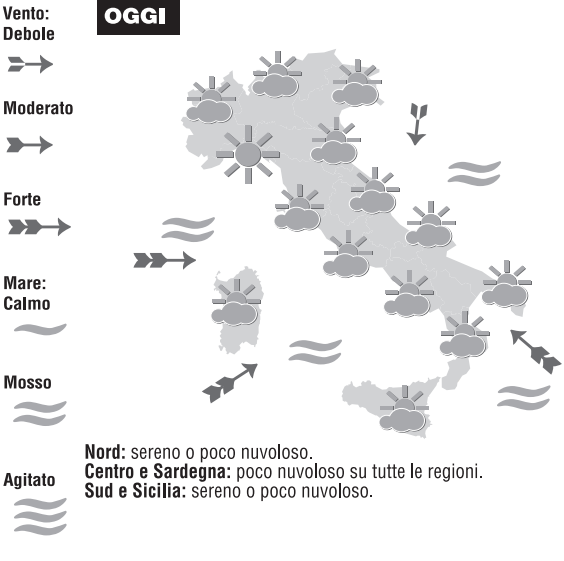 Vento:
Debole
OGGI
Moderato
Forte
Mare:
Calmo
Mosso
Agitato
Nord: sereno o poco nuvoloso.
Centro e Sardegna: poco nuvoloso su tutte le regioni.
Sud e Sicilia: sereno o poco nuvoloso.